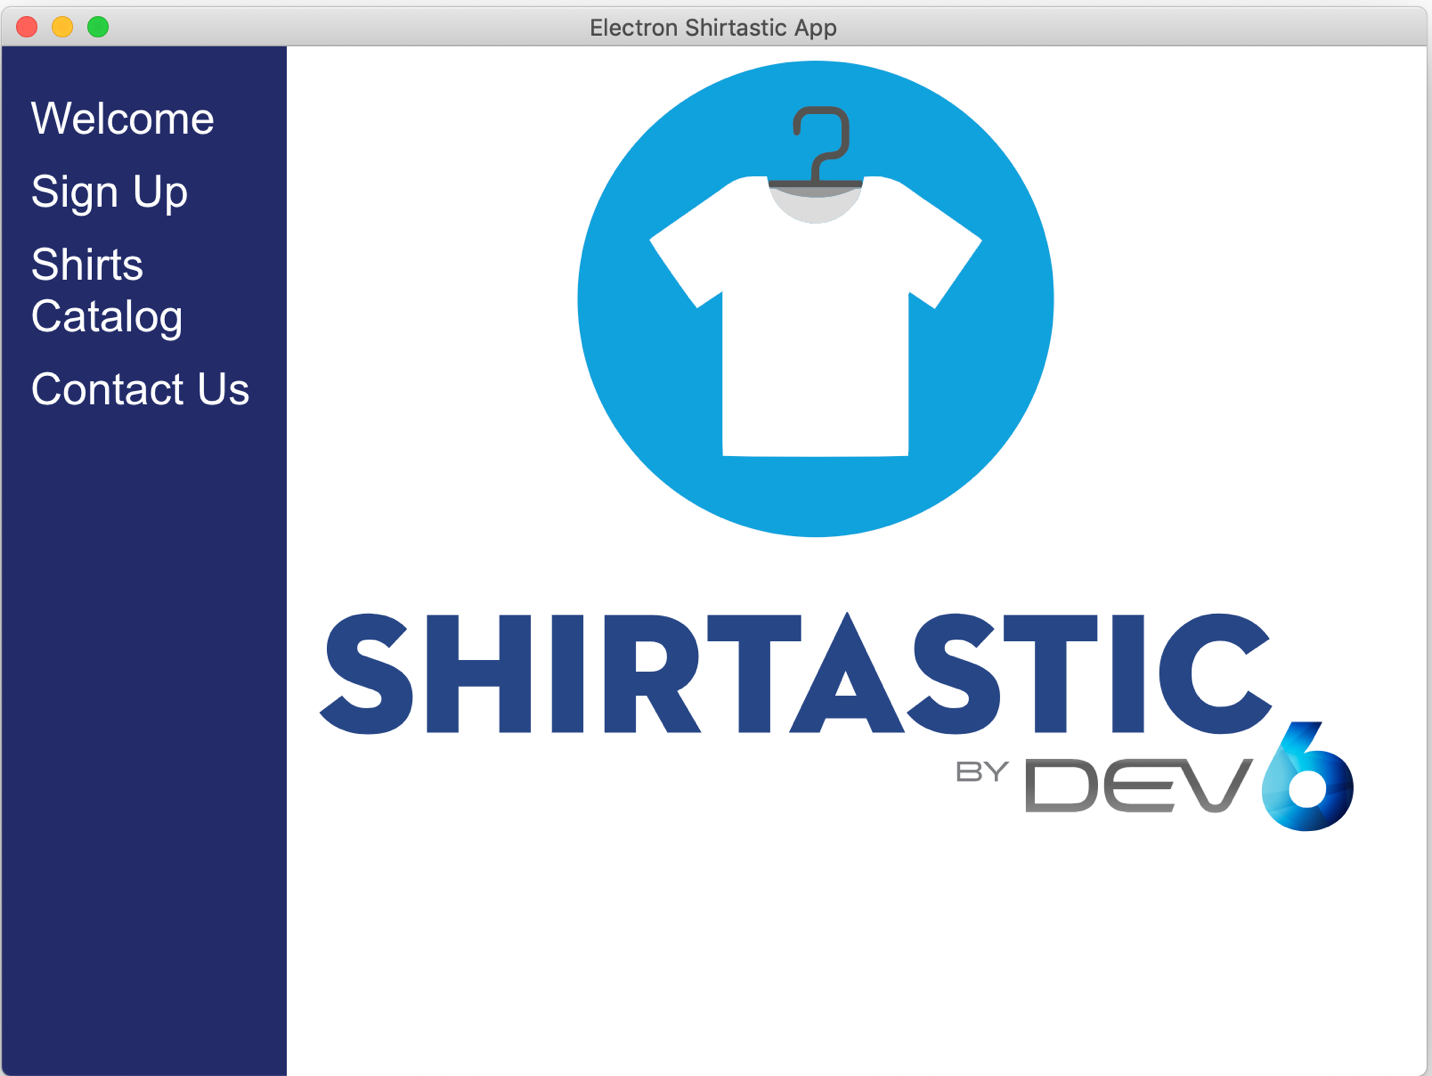 Electron Shirtastic App
Welcome
Sign Up
Shirts
Catalog
Contact Us
SHIRTASTIC
BY DEV6